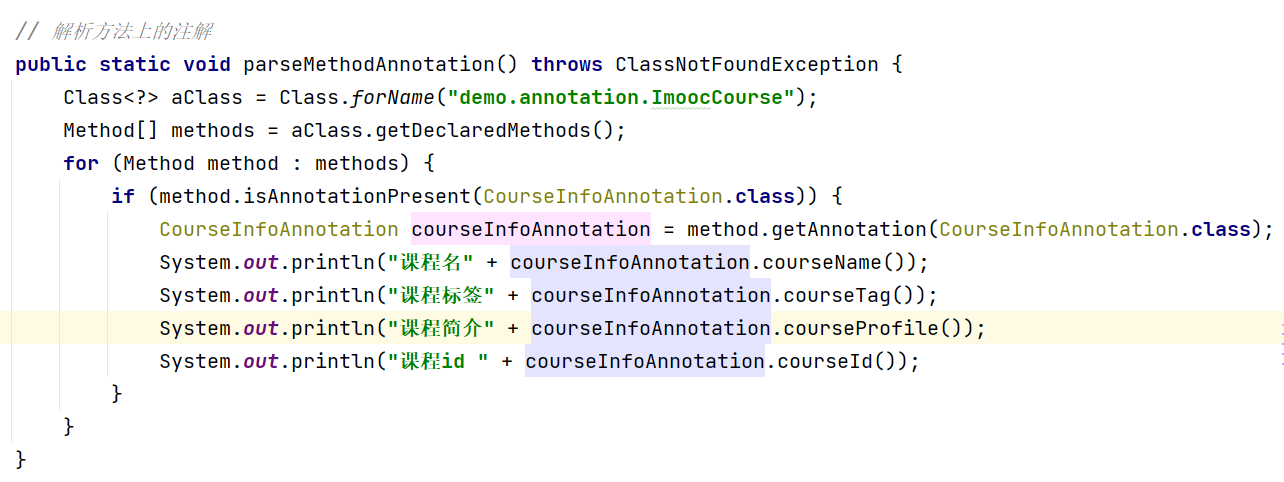 // 解析方法上的注解
public static void parseMethodAnnotation() throws ClassNotFoundException {
Class<?> aClass = Class.forName("demo.annotation.ImoocCourse");
Method[] methods = aClass.getDeclaredMethods();
for (Method method : methods) {
if (method.isAnnotationPresent(CourseInfoAnnotation.class)) {
CourseInfoAnnotation courseInfoAnnotation = method.getAnnotation(CourseInfoAnnotation.class);
System.out.println("课程名" + courseInfoAnnotation.courseName());
System.out.println("课程标签" + courseInfoAnnotation.courseTag());
System.out.println("课程简介" + courseInfoAnnotation.courseProfile());
System.out.println("课程id " + courseInfoAnnotation.courseId());
}
}
}